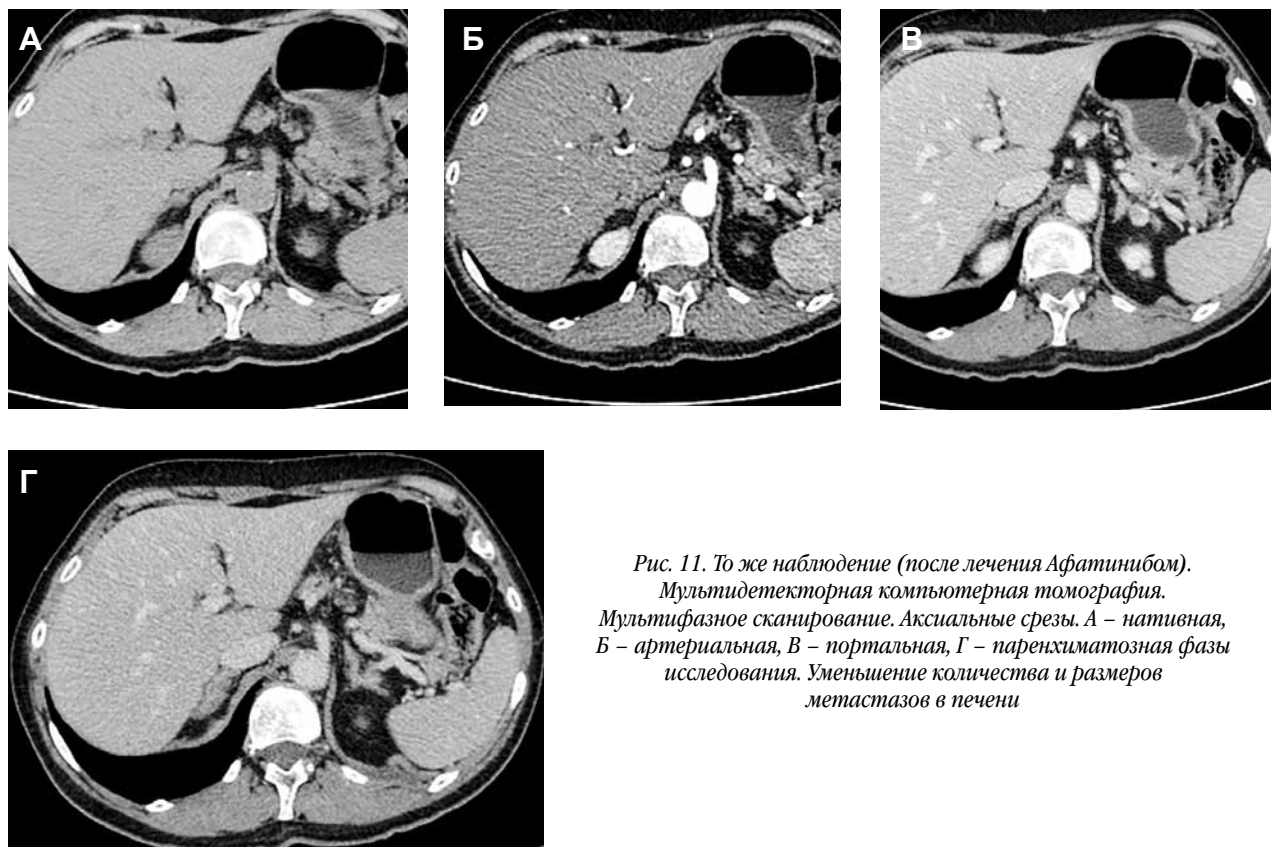 А
Б
В
Г
Рис. 11. То же наблюдение (после лечения Афатинибом).
Мультидетекторная компьютерная томография.
Мультифазное сканирование. Аксиальные срезы. А – нативная,
Б – артериальная, В – портальная, Г – паренхиматозная фазы
исследования. Уменьшение количества и размеров
метастазов в печени